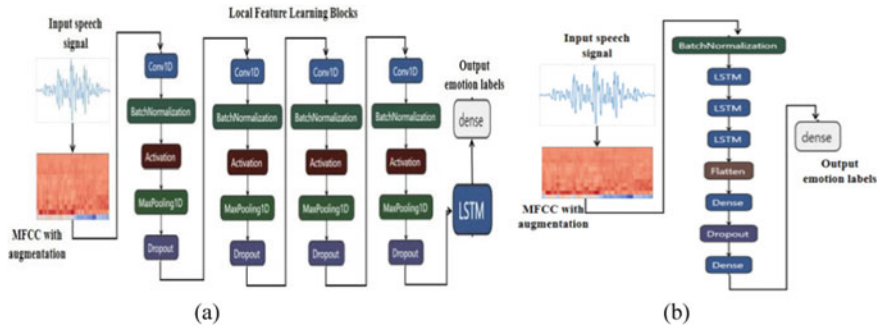 Local Feature Learning Blocks
Input speech
signal
MFCC with
augmentation
Conv1D
BatchNormalization
Activation
MaxPooling1D
Dropout
Conv1D
BatchNormalization
Activation
MaxPooling1D
Dropout
Conv1D
BatchNormalization
Activation
MaxPooling1D
Dropout
Conv1D
BatchNormalization
Activation
MaxPooling1D
Dropout
LSTM
dense
Output
emotion labels
(a)
Input speech
signal
MFCC with
augmentation
BatchNormalization
LSTM
LSTM
LSTM
Flatten
Dense
Dropout
Dense
dense
Output
emotion labels
(b)